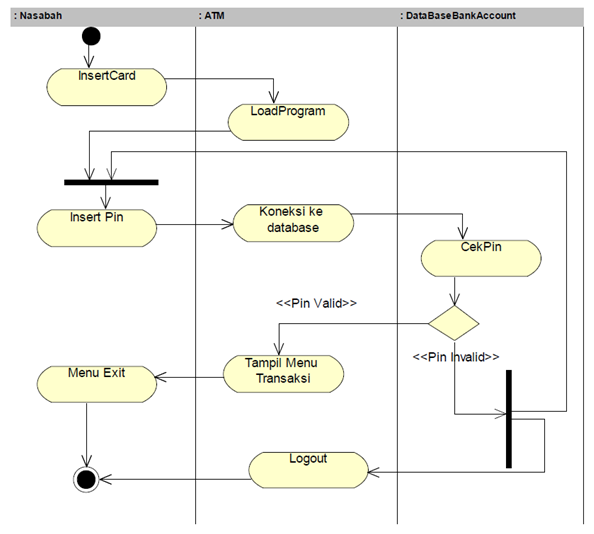 : Nasabah
: ATM
: DataBaseBankAccount
InsertCard
LoadProgram
Insert Pin
Koneksi ke
database
CekPin
<<Pin Valid>>
<<Pin Invalid>>
Tampil Menu
Transaksi
Menu Exit
Logout